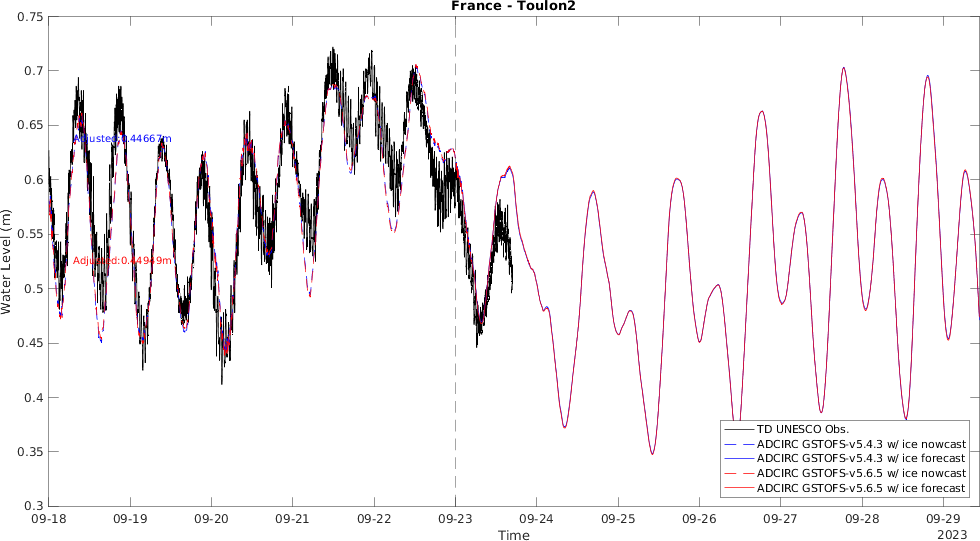 France - Toulon2
0.75
0.7
0.65
0.6
0.55
0.5
0.45
0.4
0.35
0.3
Water Level (m)
Adjusted:0.44667m
Adjusted:0.44949m
TD UNESCO Obs.
ADCIRC GSTOFS-v5.4.3 w/ ice nowcast
ADCIRC GSTOFS-v5.4.3 w/ ice forecast
ADCIRC GSTOFS-v5.6.5 w/ ice nowcast
ADCIRC GSTOFS-v5.6.5 w/ ice forecast
09-18 09-19 09-20 09-21 09-22 09-23 09-24 09-25 09-26 09-27 09-28 09-29
Time
2023